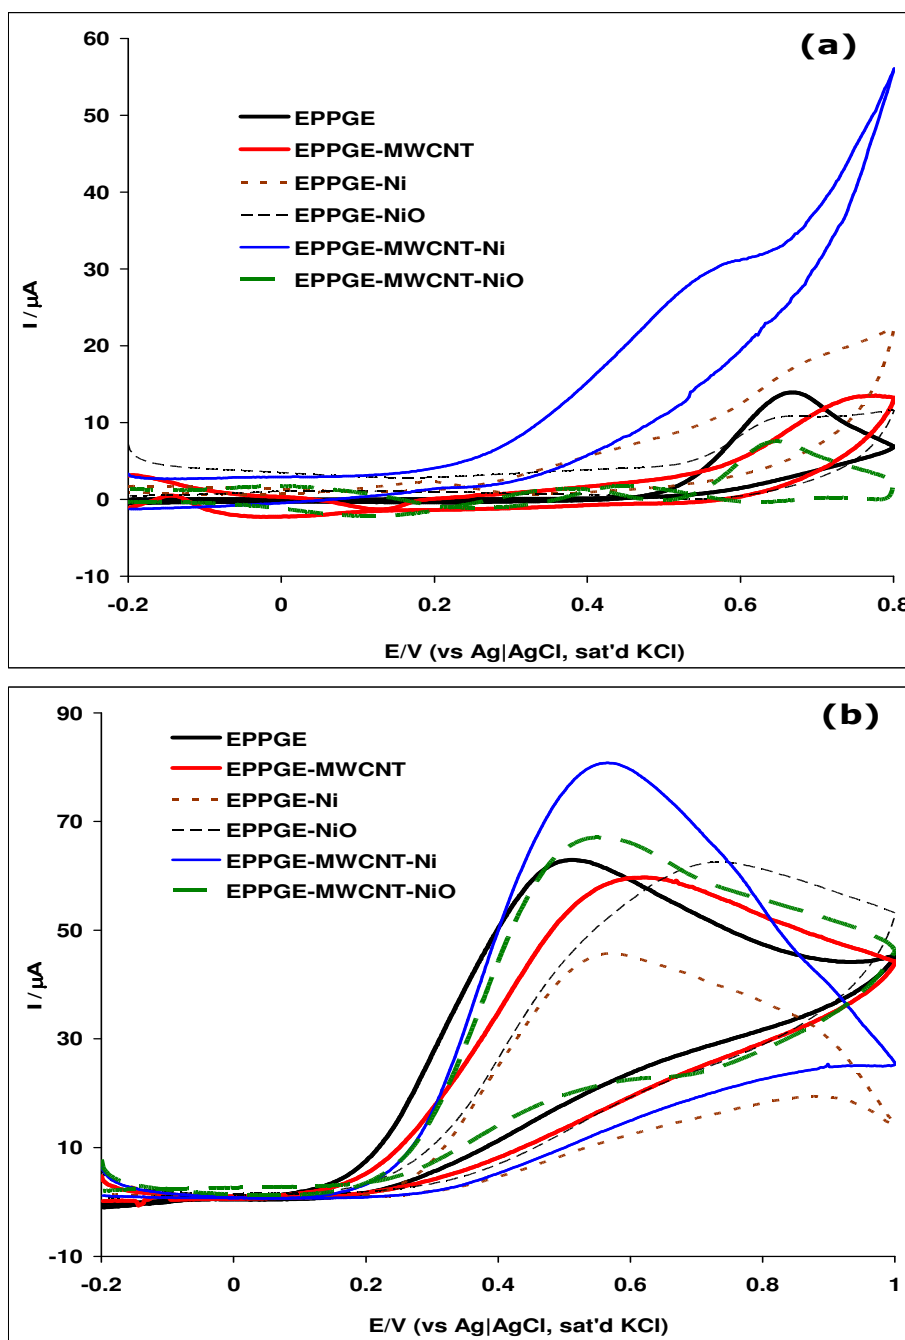 (a)
60
50
40
30
20
10
0
-10
I /µA
EPPGE
EPPGE-MWCNT
EPPGE-Ni
EPPGE-NiO
EPPGE-MWCNT-Ni
EPPGE-MWCNT-NiO
-0.2 0 0.2 0.4 0.6 0.8
E/V (vs Ag|AgCl, sat'd KCl)
(b)
90
70
50
30
10
-10
I /µA
EPPGE
EPPGE-MWCNT
EPPGE-Ni
EPPGE-NiO
EPPGE-MWCNT-Ni
EPPGE-MWCNT-NiO
-0.2 0 0.2 0.4 0.6 0.8 1
E/V (vs Ag|AgCl, sat'd KCl)